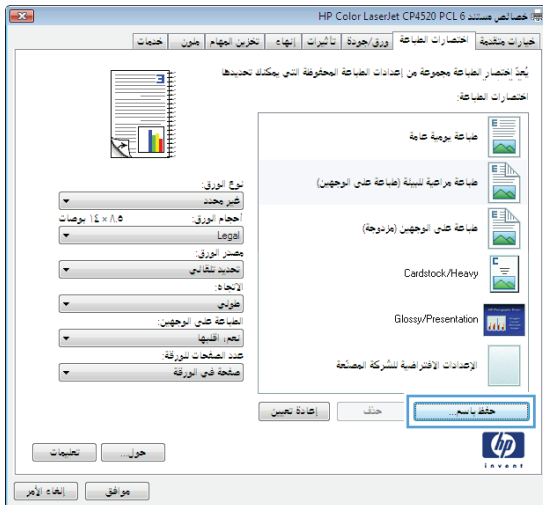 خصائص مستند HP Color LaserJet CP4520 PCL 6
خيارات متقدمة
اختصارات الطباعة
ورق/جودة
تأثيرات
إنهاء
تخزين المهام
ملون
خدمات
يُعدّ اختصار الطباعة مجموعة من إعدادات الطباعة المحفوظة التي يمكنك تحديدها
اختصارات الطباعة:
طباعة يومية عامة
طباعة مراعية للبيئة (طباعة على الوجهين)
طباعة على الوجهين (مزدوجة)
Cardstock/Heavy
Glossy/Presentation
الإعدادات الافتراضية للشركة المصنّعة
نوع الورق:
غير محدد
أحجام الورق:
٨.٥ × ١٤ بوصات
Legal
مصدر الورق:
تحديد تلقائي
الاتجاه:
طولي
الطباعة على الوجهين:
نعم، اقلبها
عدد الصفحات للورقة:
صفحة في الورقة
حفظ باسم...
حذف
إعادة تعيين
hp
invent
حول...
تعليمات
موافق
إلغاء الأمر